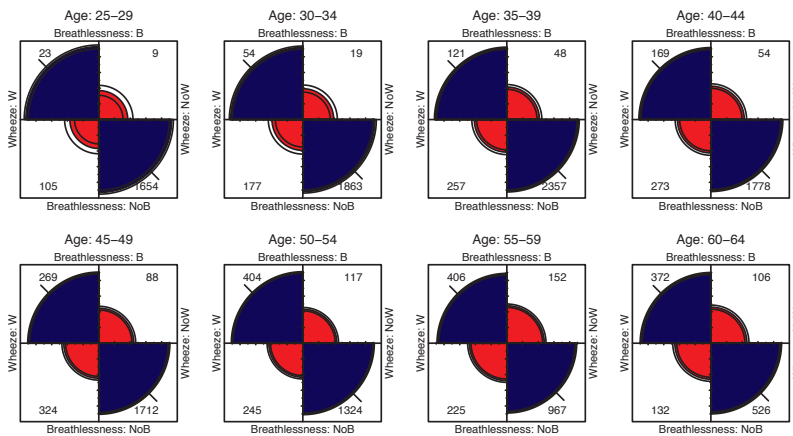 Age: 25–29
Breathlessness: B
23 9
Wheeze: W
Wheeze: NoW
105 1654
Breathlessness: NoB
Age: 30–34
Breathlessness: B
54 19
Wheeze: W
Wheeze: NoW
177 1863
Breathlessness: NoB
Age: 35–39
Breathlessness: B
121 48
Wheeze: W
Wheeze: NoW
257 2357
Breathlessness: NoB
Age: 40–44
Breathlessness: B
169 54
Wheeze: W
Wheeze: NoW
273 1778
Breathlessness: NoB
Age: 45–49
Breathlessness: B
269 88
Wheeze: W
Wheeze: NoW
324 1712
Breathlessness: NoB
Age: 50–54
Breathlessness: B
404 117
Wheeze: W
Wheeze: NoW
245 1324
Breathlessness: NoB
Age: 55–59
Breathlessness: B
406 152
Wheeze: W
Wheeze: NoW
225 967
Breathlessness: NoB
Age: 60–64
Breathlessness: B
372 106
Wheeze: W
Wheeze: NoW
132 526
Breathlessness: NoB